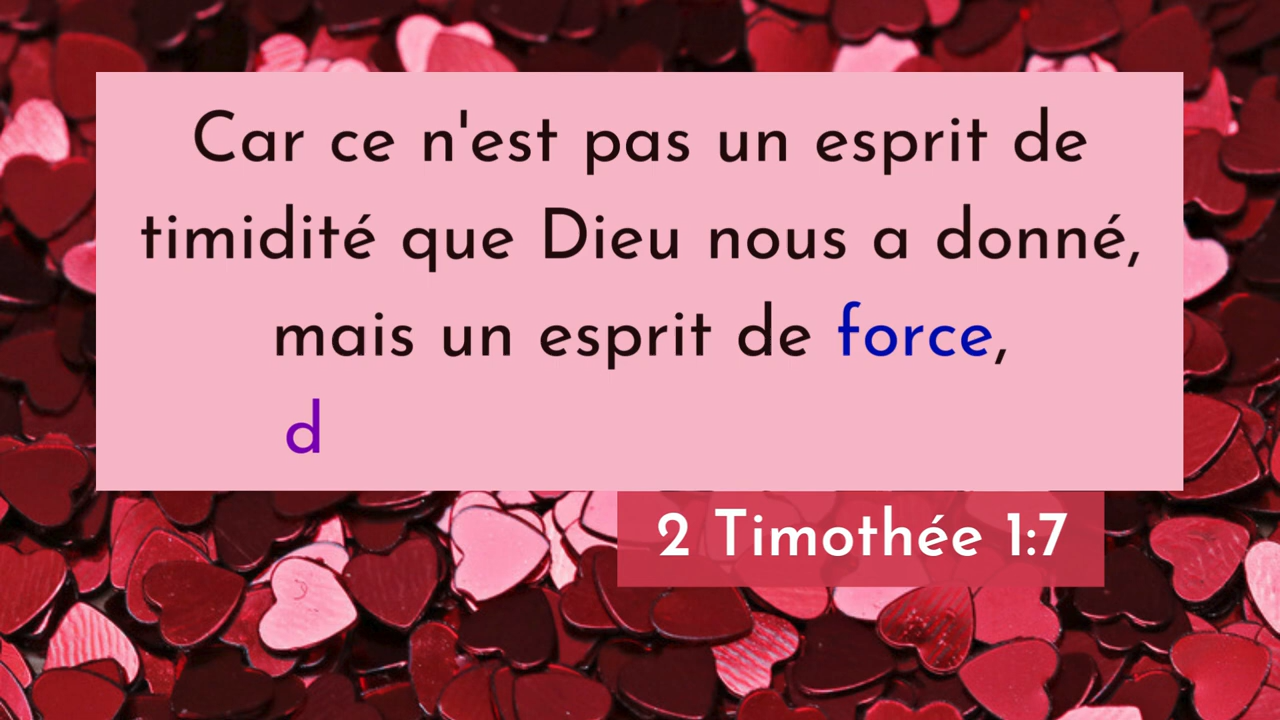 Car ce n'est pas un esprit de
timidité que Dieu nous a donné,
mais un esprit de force,
d
2 Timothée 1:7